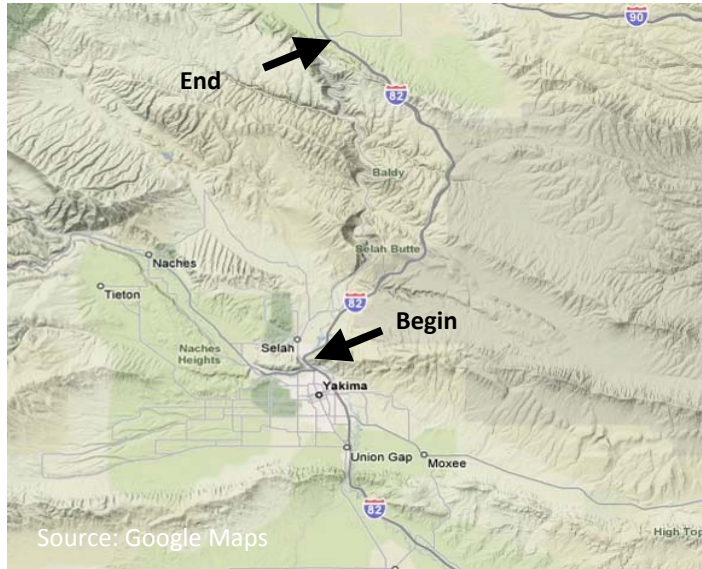 90
End
82
Baldy
Selah Butte
Naches
Tieton
82
Begin
Selah
Naches
Heights
Yakima
Union Gap
Moxee
82
High Top
Source: Google Maps